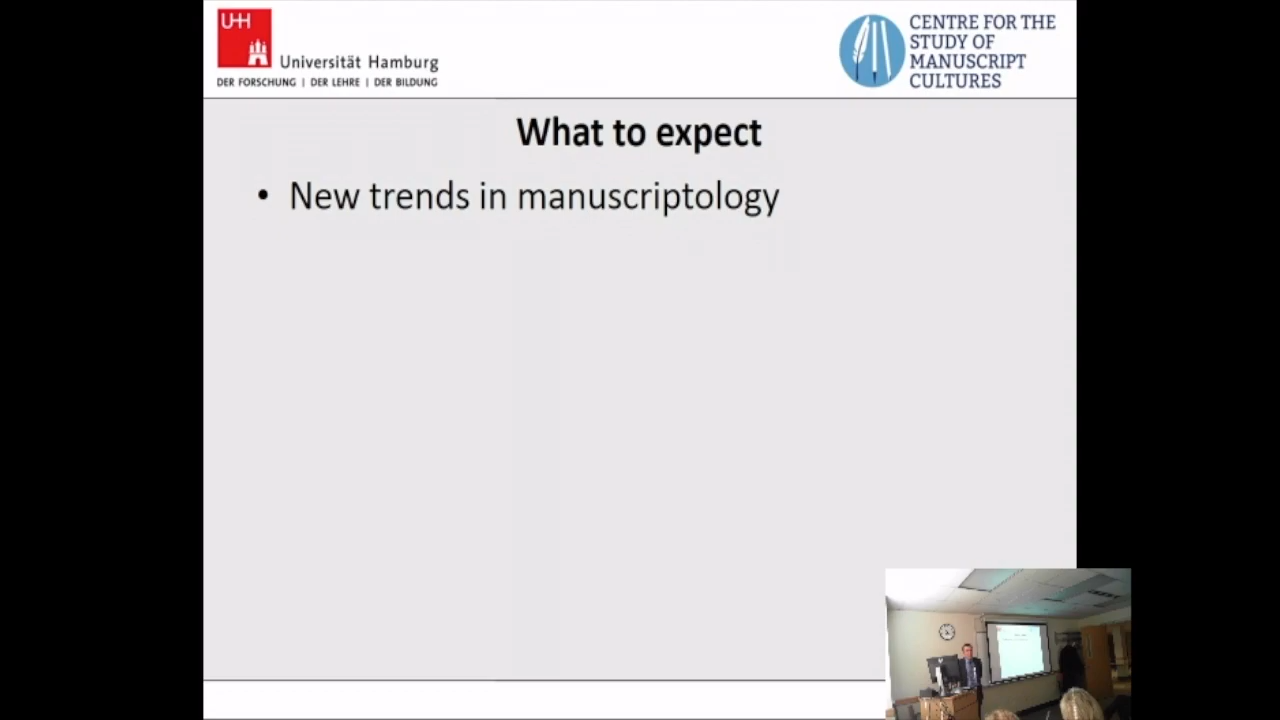 UH
Universität Hamburg
DER FORSCHUNG | DER LEHRE | DER BILDUNG
CENTRE FOR THE
STUDY OF
MANUSCRIPT
CULTURES
What to expect
• New trends in manuscriptology